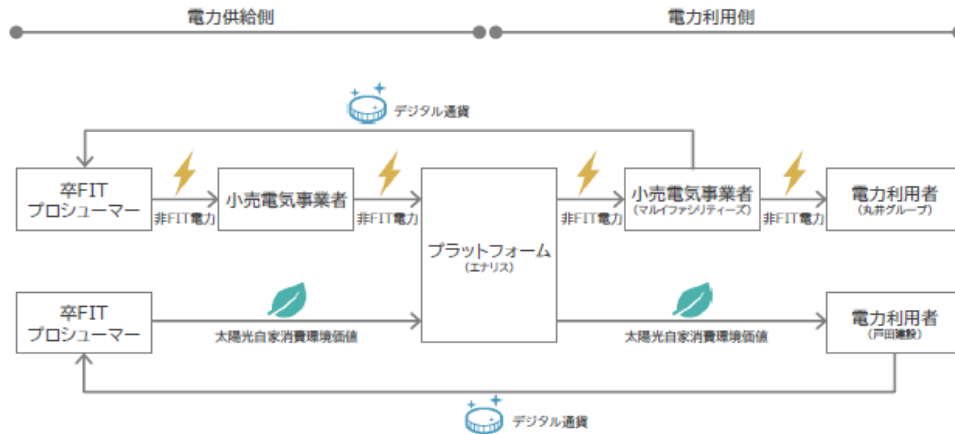 電力供給側
電力利用側
デジタル通貨
卒FIT
プロシューマー
非FIT電力
小売電気事業者
非FIT電力
プラットフォーム
(エナリス)
非FIT電力
小売電気事業者
(マルイファシリティーズ)
非FIT電力
電力利用者
(丸井グループ)
卒FIT
プロシューマー
太陽光自家消費環境価値
太陽光自家消費環境価値
電力利用者
(戸田建設)
デジタル通貨